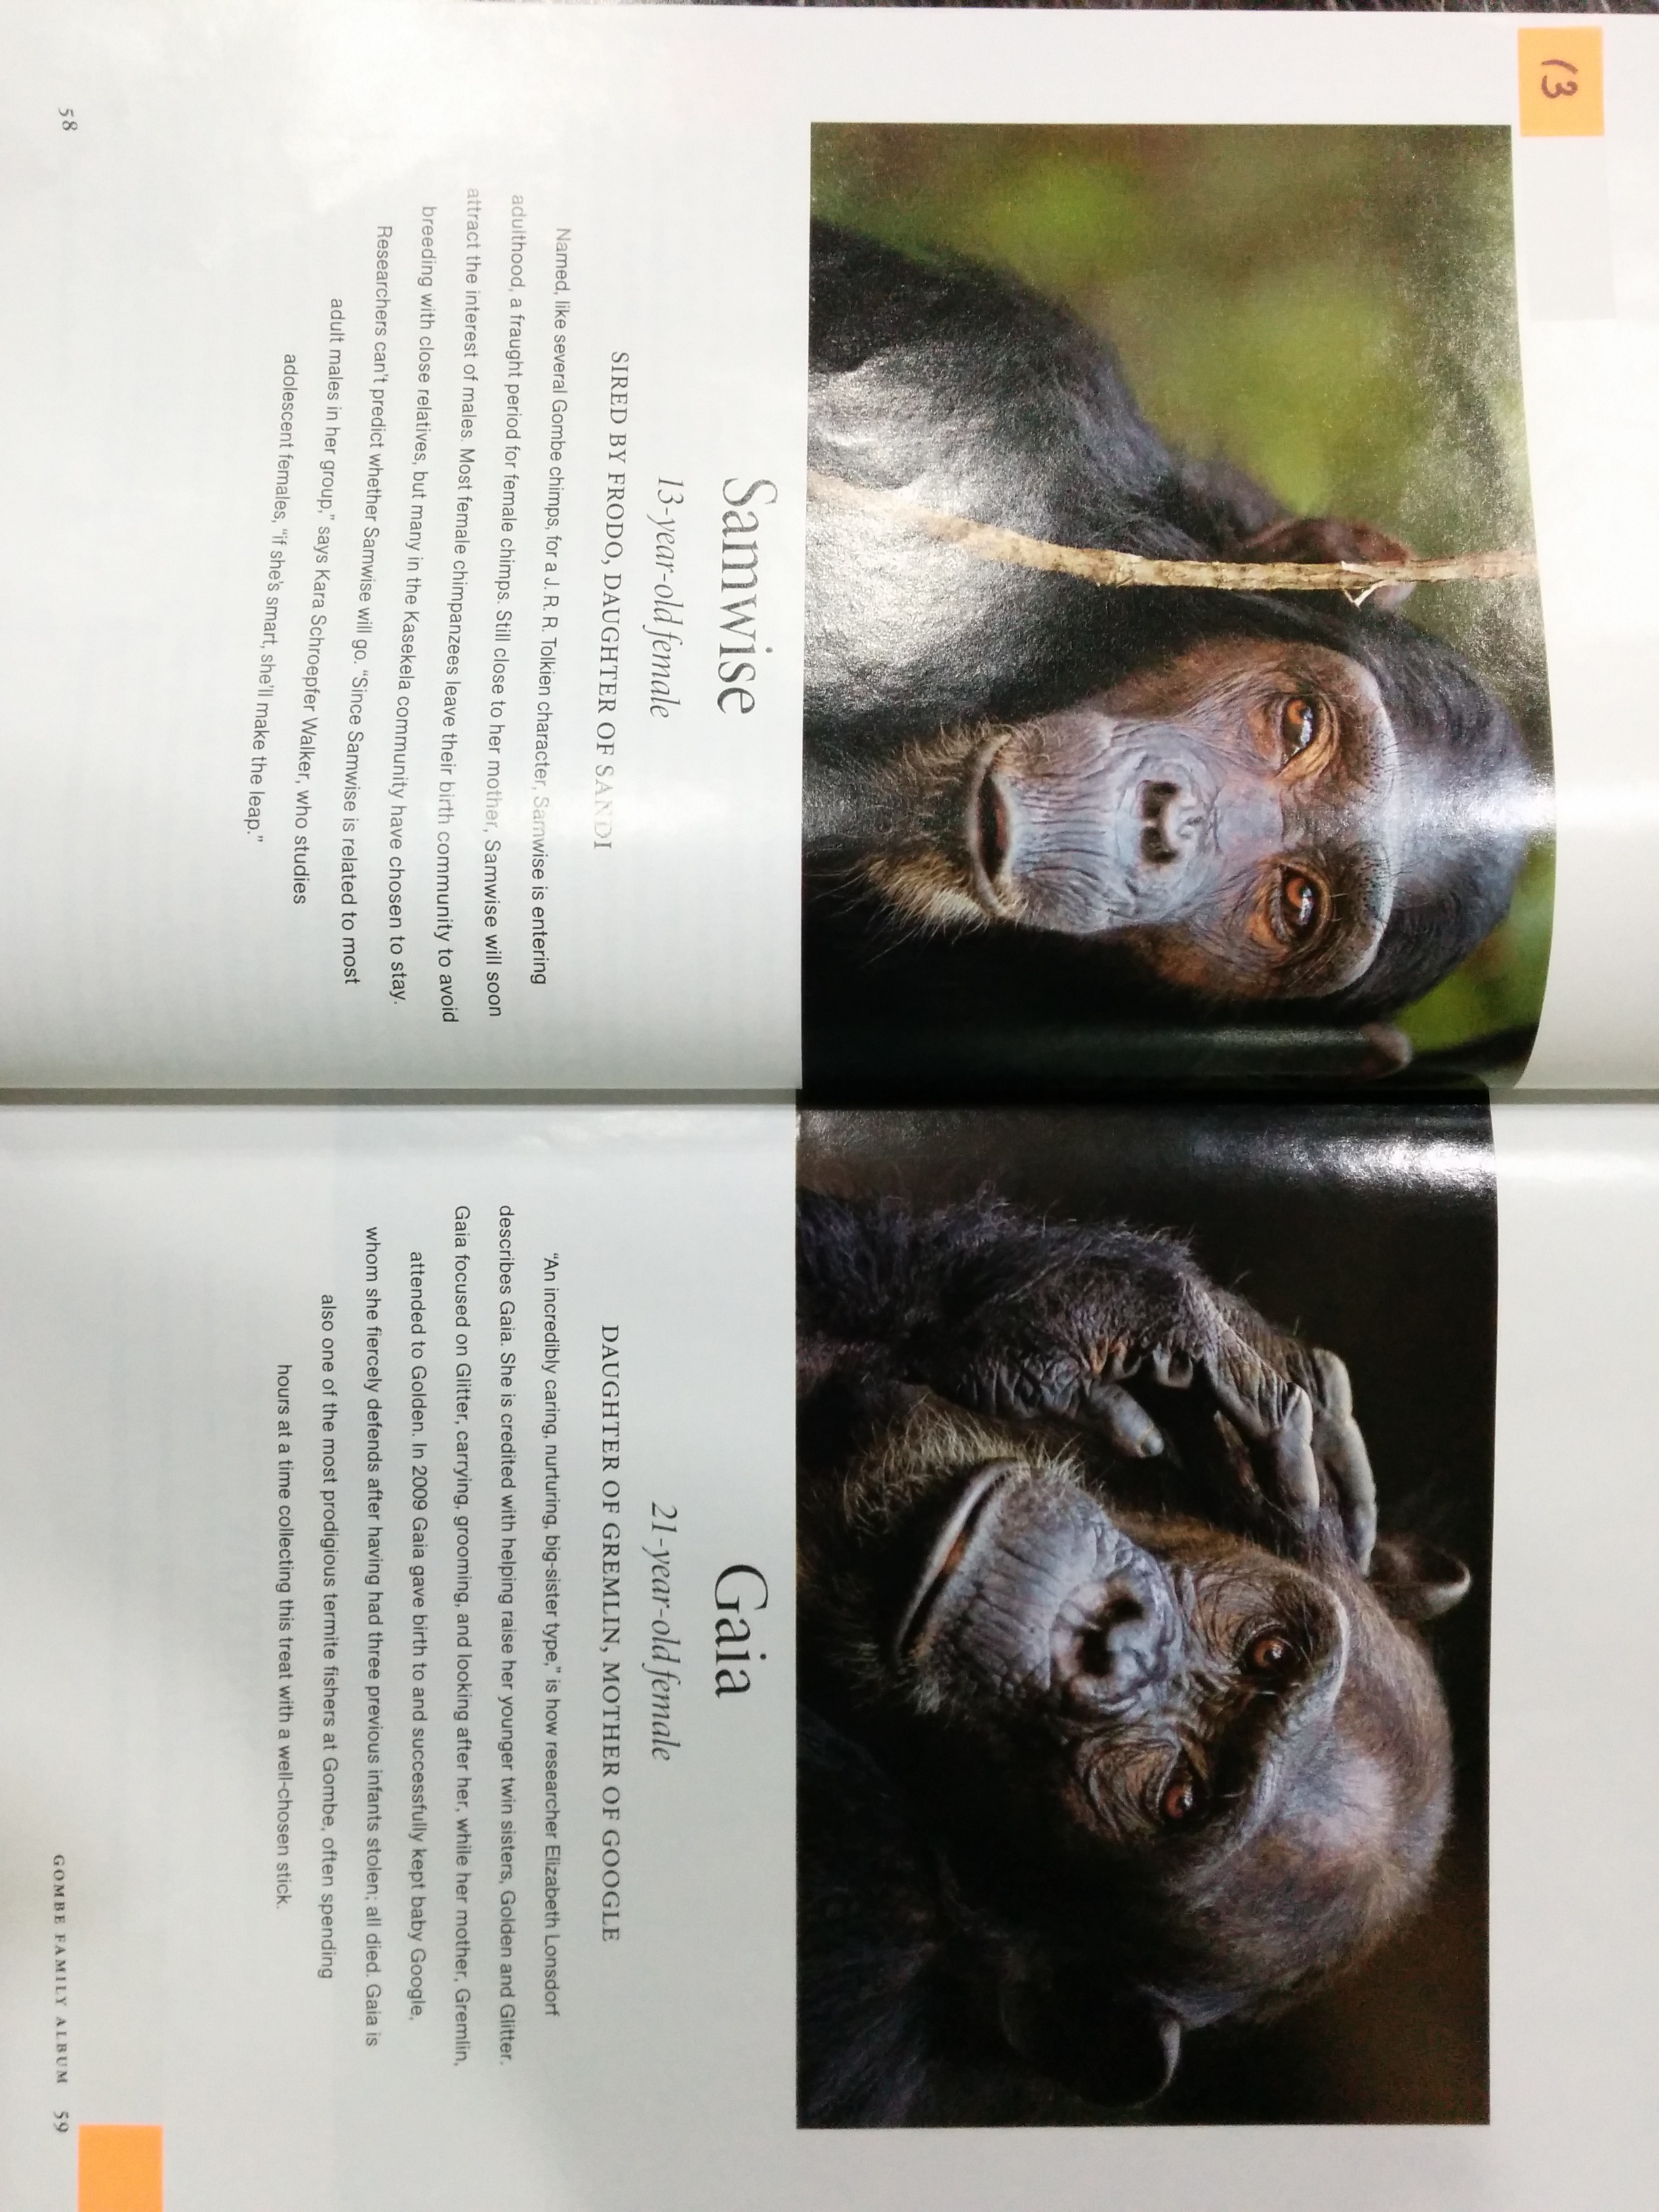 13
Samwise
13-year-old female
SIRED BY FRODO, DAUGHTER OF SANDI
Named, like several Gombe chimps, for a J. R. R. Tolkien character, Samwise is entering
adulthood, a fraught period for female chimps. Still close to her mother, Samwise will soon
attract the interest of males. Most female chimpanzees leave their birth community to avoid
breeding with close relatives, but many in the Kasekela community have chosen to stay.
Researchers can't predict whether Samwise will go. “Since Samwise is related to most
adult males in her group,” says Kara Schroepfer Walker, who studies
adolescent females, “if she's smart, she'll make the leap.”
58
Gaia
21-year-old female
DAUGHTER OF GREMLIN, MOTHER OF GOOGLE
“An incredibly caring, nurturing, big-sister type,” is how researcher Elizabeth Lonsdorf
describes Gaia. She is credited with helping raise her younger twin sisters, Golden and Glitter.
Gaia focused on Glitter, carrying, grooming, and looking after her, while her mother, Gremlin,
attended to Golden. In 2009 Gaia gave birth to and successfully kept baby Google,
whom she fiercely defends after having had three previous infants stolen; all died. Gaia is
also one of the most prodigious termite fishers at Gombe, often spending
hours at a time collecting this treat with a well-chosen stick.
GOMBE FAMILY ALBUM 59